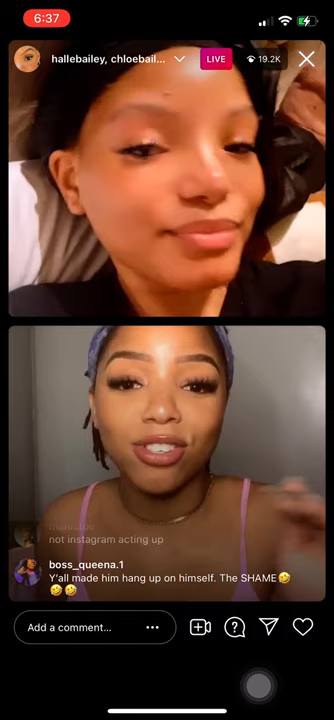 6:37
hallebailey, chloebail...
LIVE
19.2K
not instagram acting up
boss_queena.1
Y'all made him hang up on himself. The SHAME🤣
🤣🤣
Add a comment...